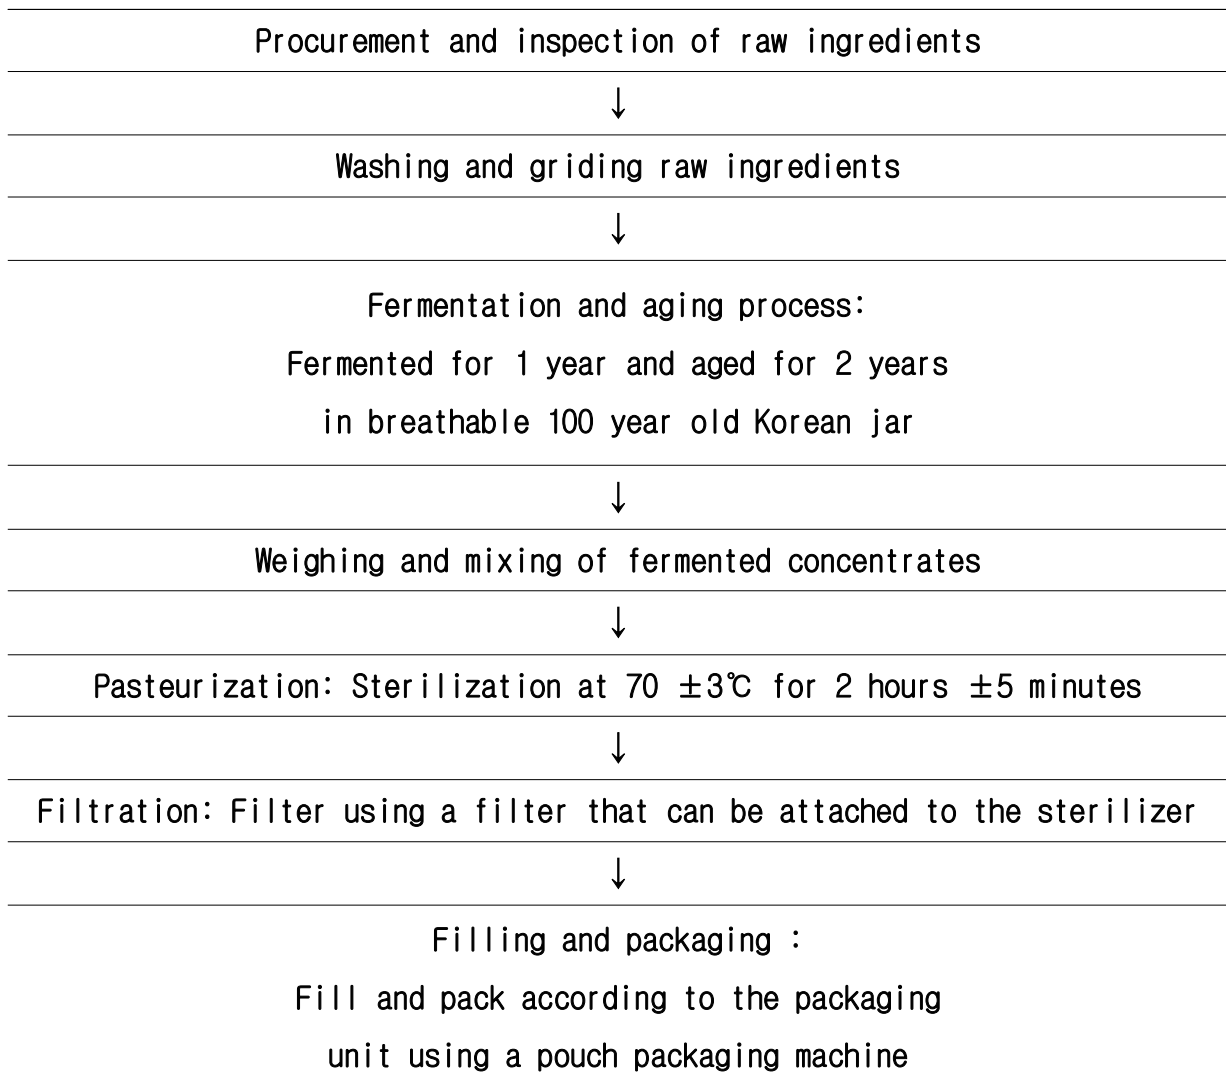 Procurement and inspection of raw ingredients
↓
Washing and griding raw ingredients
↓
Fermentation and aging process:
Fermented for 1 year and aged for 2 years
in breathable 100 year old Korean jar
↓
Weighing and mixing of fermented concentrates
↓
Pasteurization: Sterilization at 70 ±3℃ for 2 hours ±5 minutes
↓
Filtration: Filter using a filter that can be attached to the sterilizer
↓
Filling and packaging :
Fill and pack according to the packaging
unit using a pouch packaging machine